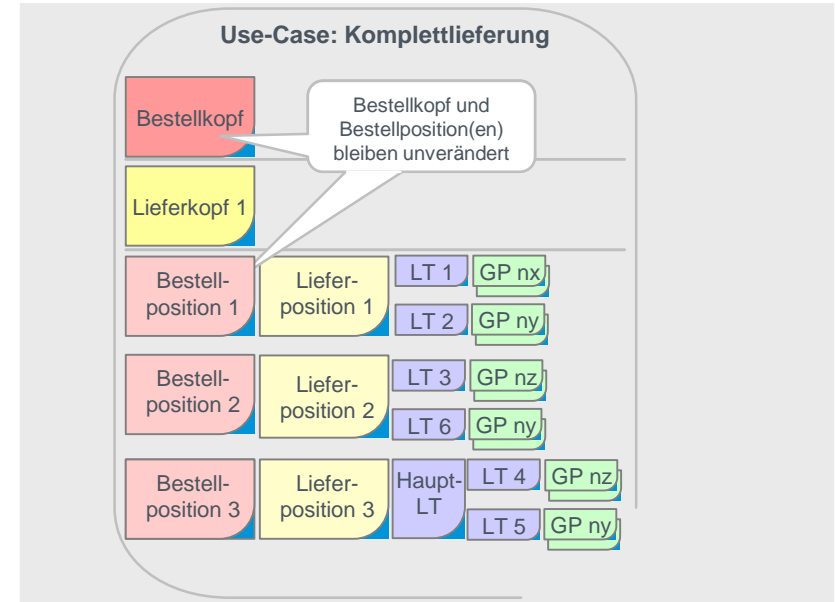 Use-Case: Komplettlieferung
Bestellkopf
Bestellkopf und
Bestellposition(en)
bleiben unverändert
Lieferkopf 1
Bestell-
position 1
Liefer-
position 1
LT 1
GP nx
LT 2
GP ny
Bestell-
position 2
Liefer-
position 2
LT 3
GP nz
LT 6
GP ny
Bestell-
position 3
Liefer-
position 3
Haupt-
LT
LT 4
GP nz
LT 5
GP ny